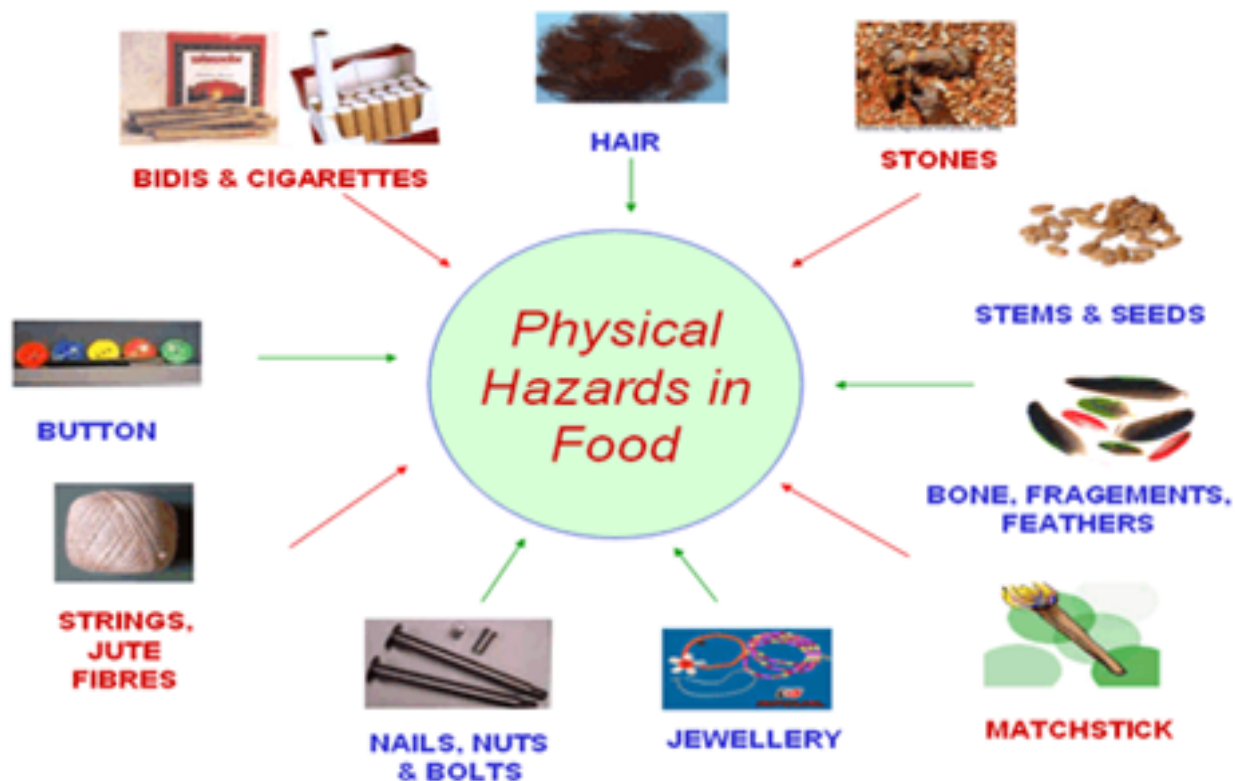 BIDIS & CIGARETTES
HAIR
STONES
STEMS & SEEDS
BUTTON
Physical
Hazards in
Food
BONE, FRAGEMENTS,
FEATHERS
STRINGS,
JUTE
FIBRES
NAILS, NUTS
& BOLTS
JEWELLERY
MATCHSTICK